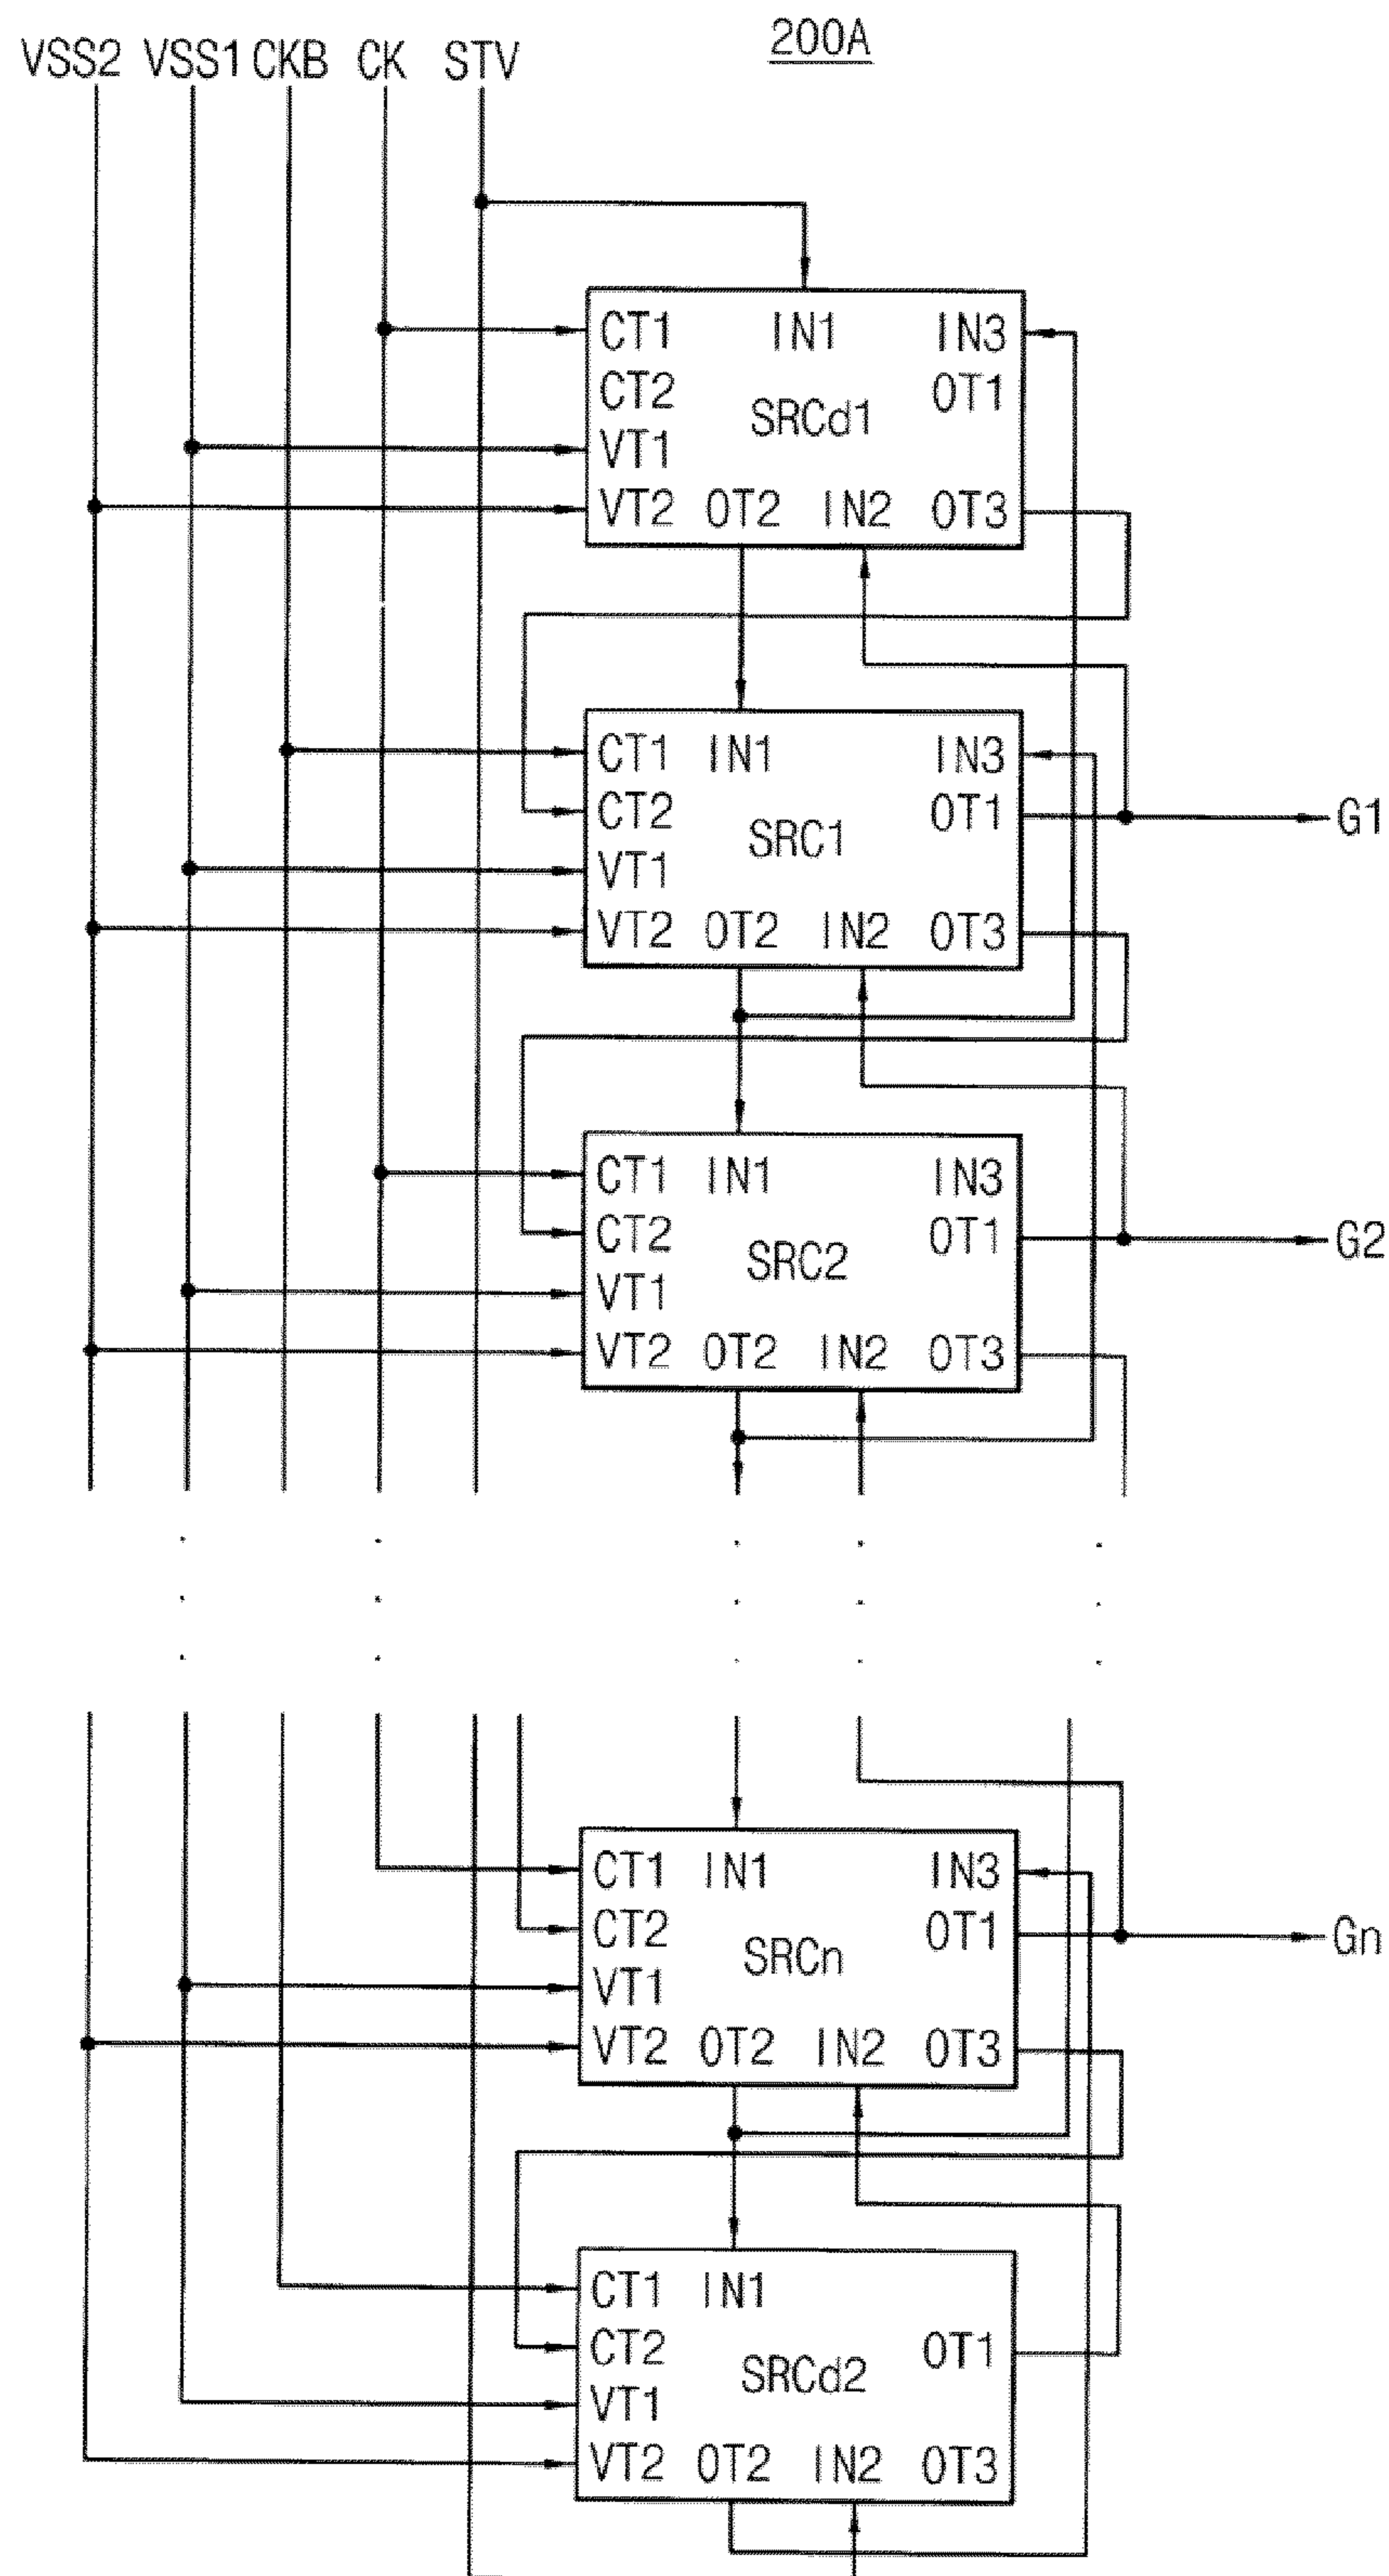 200A
VSS2 VSS1 CKB CK STV
CT1 IN1 IN3
CT2 OT1
SRCd1
VT1
VT2 OT2 IN2 OT3
CT1 IN1 IN3
CT2 OT1 G1
SRC1
VT1
VT2 OT2 IN2 OT3
CT1 IN1 IN3
CT2 OT1 G2
SRC2
VT1
VT2 OT2 IN2 OT3
CT1 IN1 IN3
CT2 OT1 Gn
SRCn
VT1
VT2 OT2 IN2 OT3
CT1 IN1
CT2 OT1
SRCd2
VT1
VT2 OT2 IN2 OT3